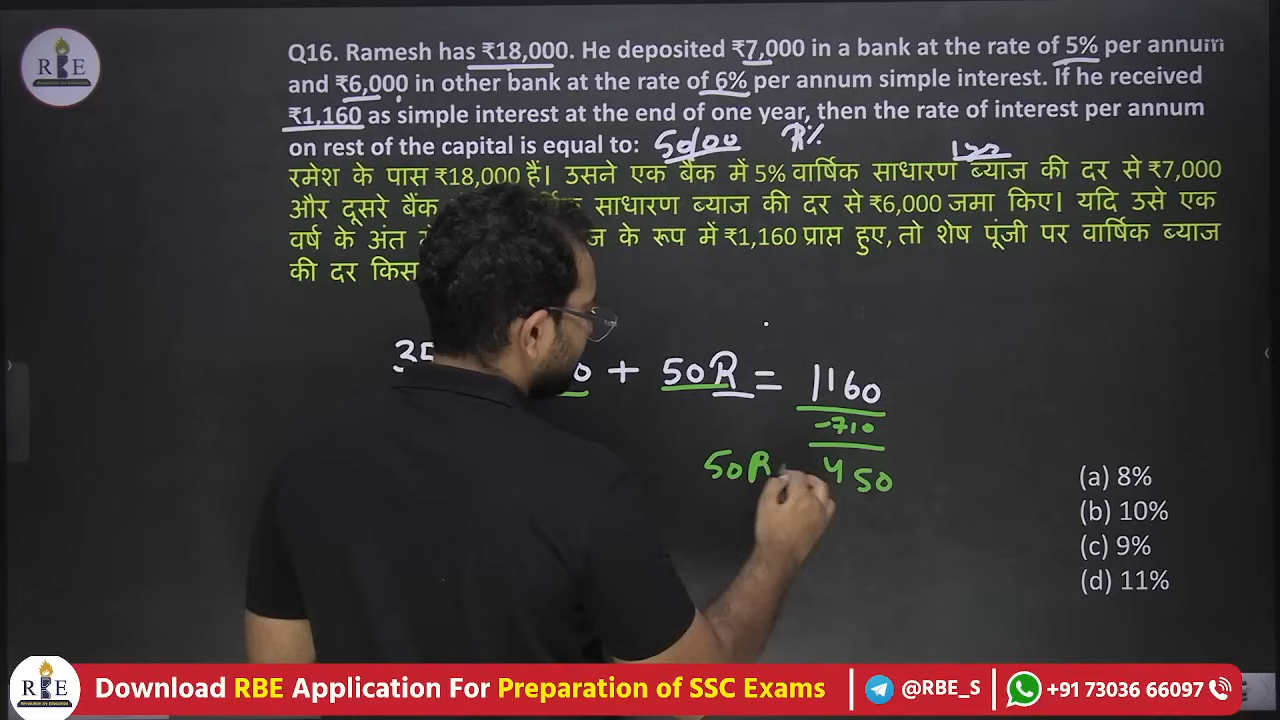 RBE
Q16. Ramesh has ₹18,000. He deposited ₹7,000 in a bank at the rate of 5% per annum
and ₹6,000 in other bank at the rate of 6% per annum simple interest. If he received
₹1,160 as simple interest at the end of one year, then the rate of interest per annum
on rest of the capital is equal to: 5000 R%
रमेश के पास ₹18,000 हैं। उसने एक बैंक में 5% वार्षिक साधारण ब्याज की दर से ₹7,000
और दूसरे बैंक साधारण ब्याज की दर से ₹6,000 जमा किए। यदि उसे एक
वर्ष के अंत के रूप में ₹1,160 प्राप्त हुए, तो शेष पूंजी पर वार्षिक ब्याज
की दर
35 0 + 50R = 1160
-710
50R 450
(a) 8%
(b) 10%
(c) 9%
(d) 11%
RBE
Revolution By Education
Download RBE Application For Preparation of SSC Exams
@RBE_S
+91 73036 66097